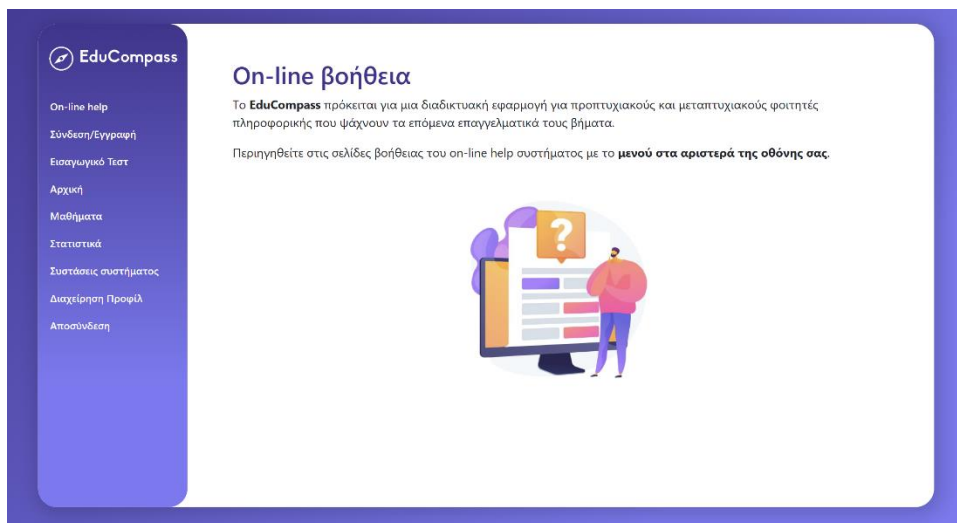 EduCompass
On-line help
Σύνδεση/Εγγραφή
Εισαγωγικό Τεστ
Αρχική
Μαθήματα
Στατιστικά
Συστάσεις συστήματος
Διαχείρηση Προφίλ
Αποσύνδεση
On-line βοήθεια
Το EduCompass πρόκειται για μια διαδικτυακή εφαρμογή για προπτυχιακούς και μεταπτυχιακούς φοιτητές
πληροφορικής που ψάχνουν τα επόμενα επαγγελματικά τους βήματα.
Περιηγηθείτε στις σελίδες βοήθειας του on-line help συστήματος με το μενού στα αριστερά της οθόνης σας.
?